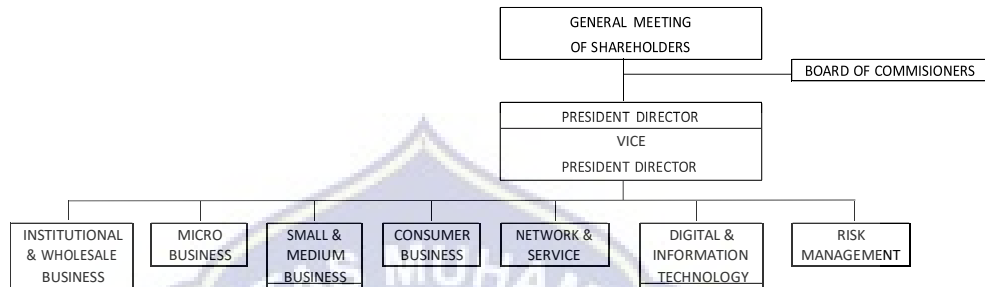 GENERAL MEETING
OF SHAREHOLDERS
BOARD OF COMMISIONERS
PRESIDENT DIRECTOR
VICE
PRESIDENT DIRECTOR
INSTITUTIONAL
& WHOLESALE
BUSINESS
MICRO
BUSINESS
SMALL &
MEDIUM
BUSINESS
CONSUMER
BUSINESS
NETWORK &
SERVICE
DIGITAL &
INFORMATION
TECHNOLOGY
RISK
MANAGEMENT